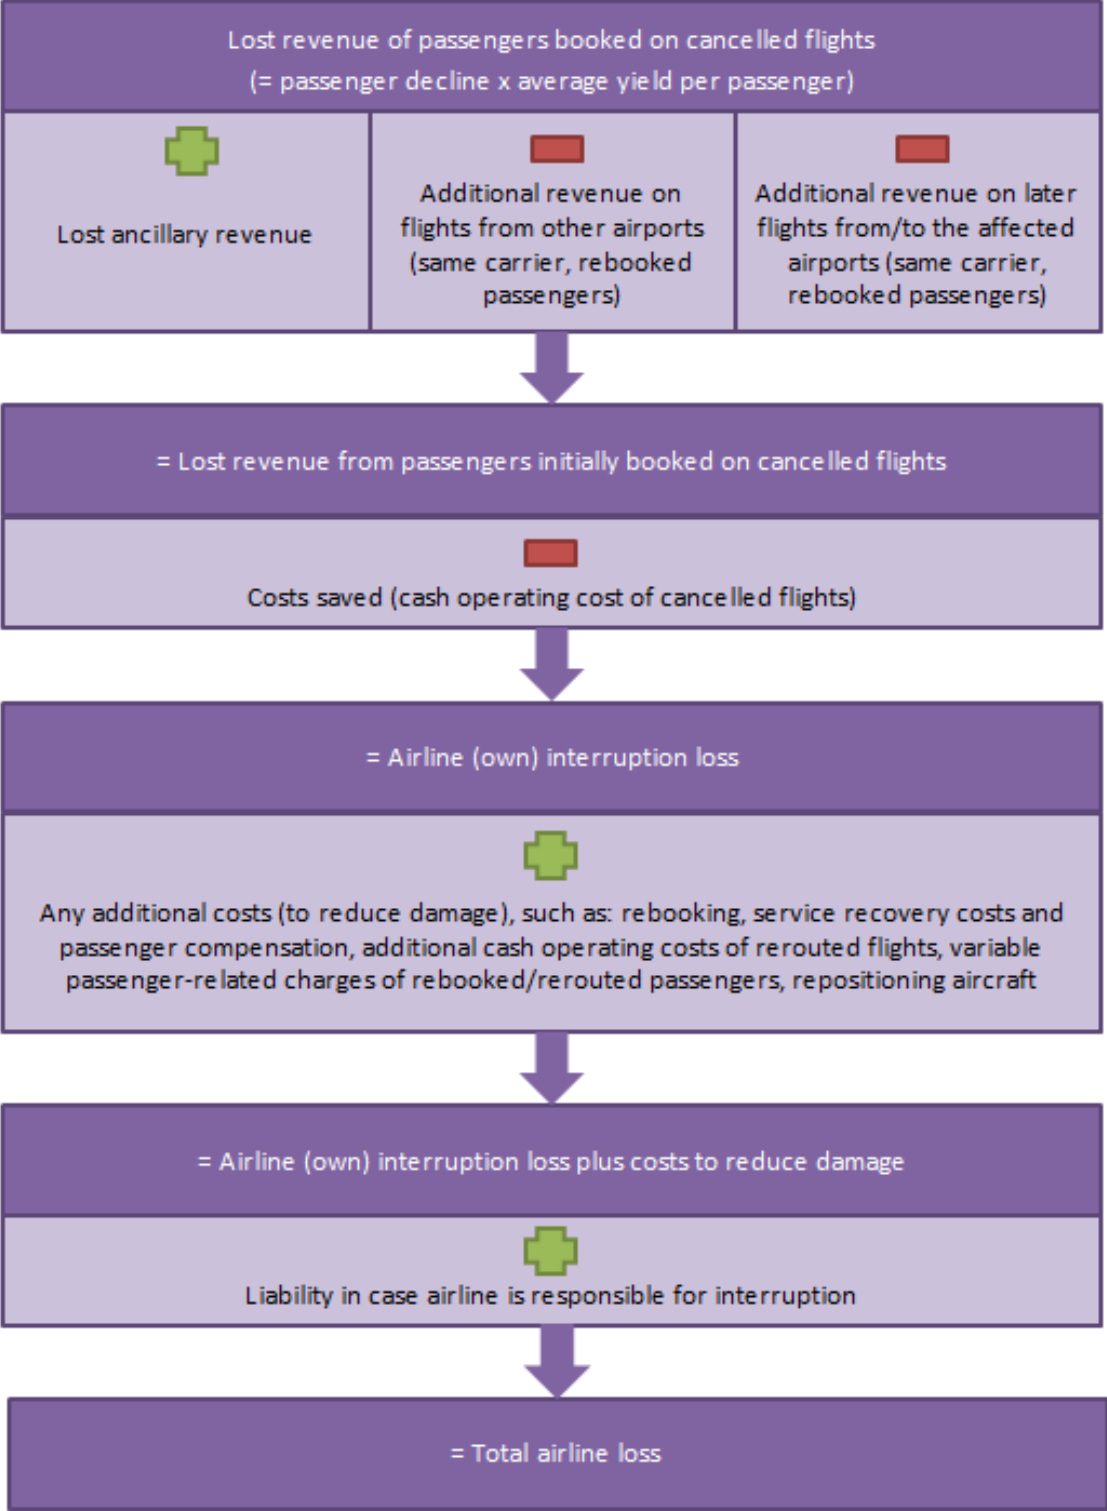 Lost revenue of passengers booked on cancelled flights
(= passenger decline x average yield per passenger)
Lost ancillary revenue
Additional revenue on
flights from other airports
(same carrier, rebooked
passengers)
Additional revenue on later
flights from/to the affected
airports (same carrier,
rebooked passengers)
= Lost revenue from passengers initially booked on cancelled flights
Costs saved (cash operating cost of cancelled flights)
= Airline (own) interruption loss
Any additional costs (to reduce damage), such as: rebooking, service recovery costs and
passenger compensation, additional cash operating costs of rerouted flights, variable
passenger-related charges of rebooked/rerouted passengers, repositioning aircraft
= Airline (own) interruption loss plus costs to reduce damage
Liability in case airline is responsible for interruption
= Total airline loss